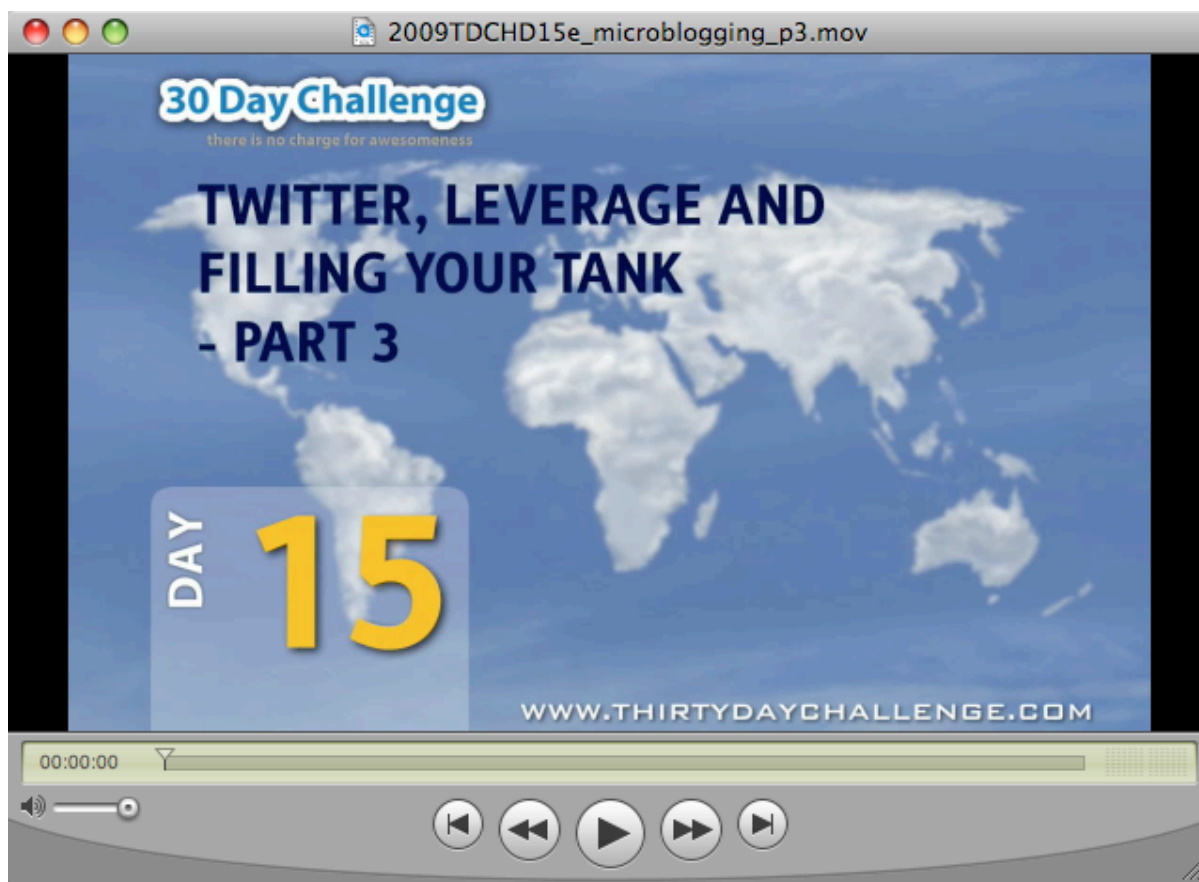 2009TDCHD15e_microblogging_p3.mov
30 Day Challenge
there is no charge for awesomeness
TWITTER, LEVERAGE AND
FILLING YOUR TANK
- PART 3
DAY
15
WWW.THIRTYDAYCHALLENGE.COM
00:00:00